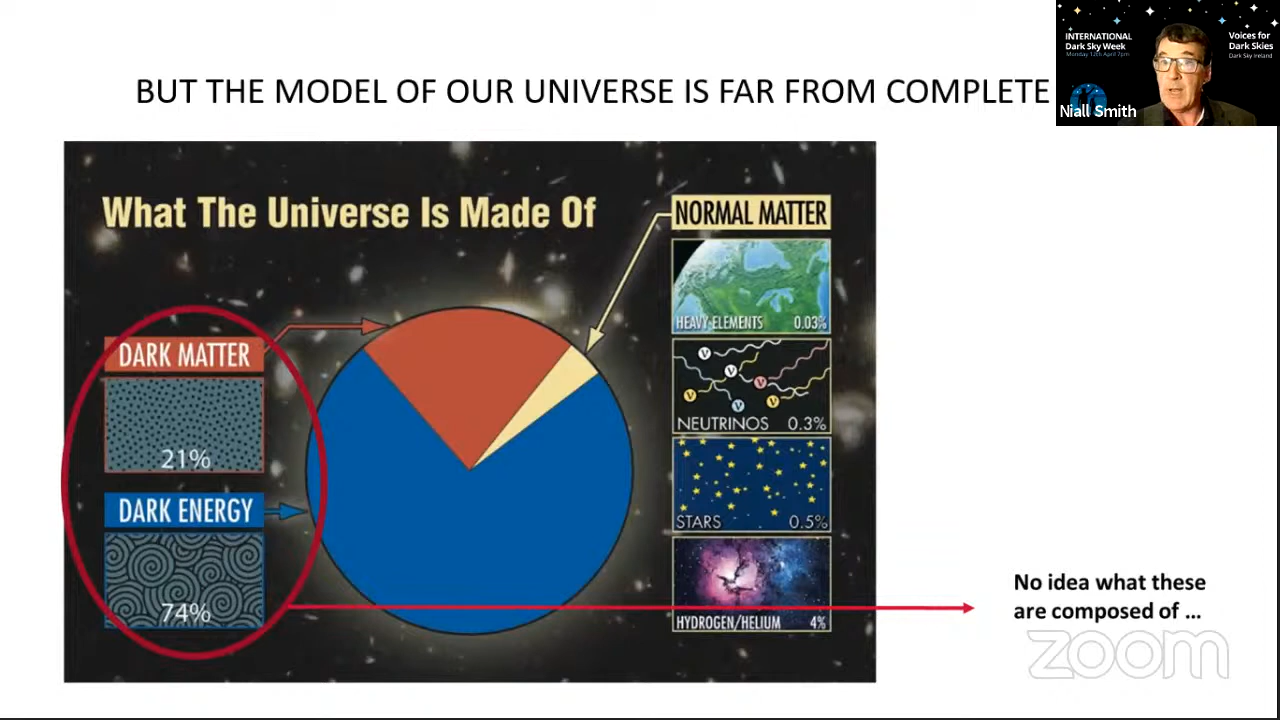 INTERNATIONAL
Dark Sky Week
Monday 12th April 7pm
Voices for
Dark Skies
Dark Sky Ireland
Niall Smith
BUT THE MODEL OF OUR UNIVERSE IS FAR FROM COMPLETE
What The Universe Is Made Of
NORMAL MATTER
HEAVY ELEMENTS 0.03%
DARK MATTER
21%
V
V
V
V
V
V
NEUTRINOS 0.3%
DARK ENERGY
74%
STARS 0.5%
HYDROGEN/HELIUM 4%
No idea what these
are composed of ...
zoom